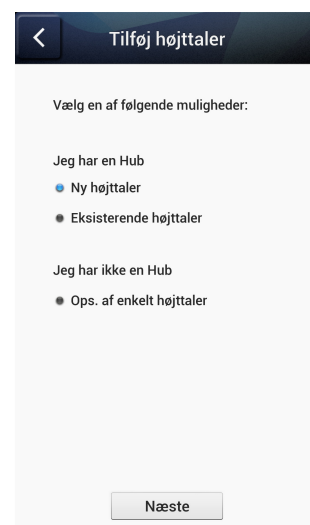 Tilføj højttaler
Vælg en af følgende muligheder:
Jeg har en Hub
Ny højttaler
Eksisterende højttaler
Jeg har ikke en Hub
Ops. af enkelt højttaler
Næste